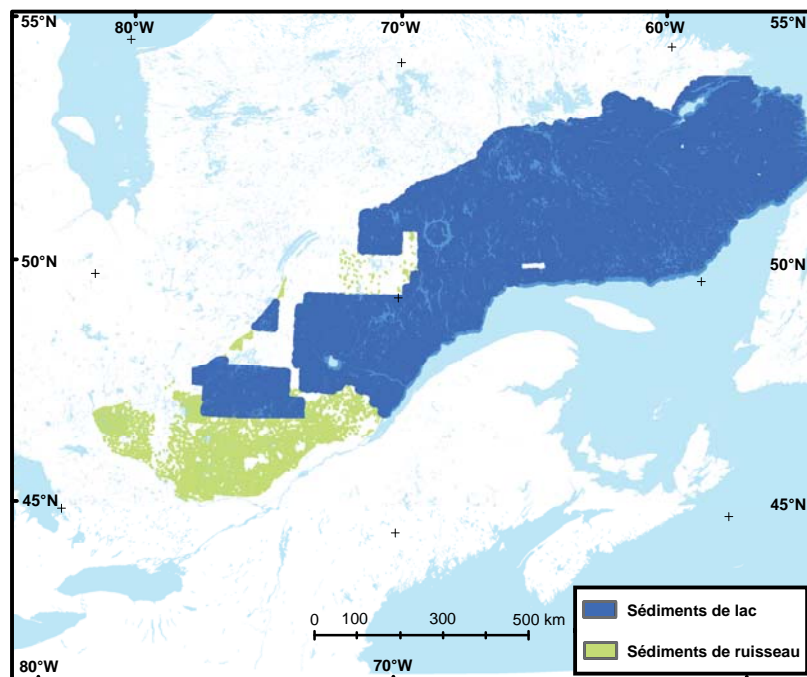 55°N 80°W 70°W 60°W 55°N
50°N 50°N
45°N 45°N
0 100 300 500 km
Sédiments de lac
Sédiments de ruisseau
80°W 70°W